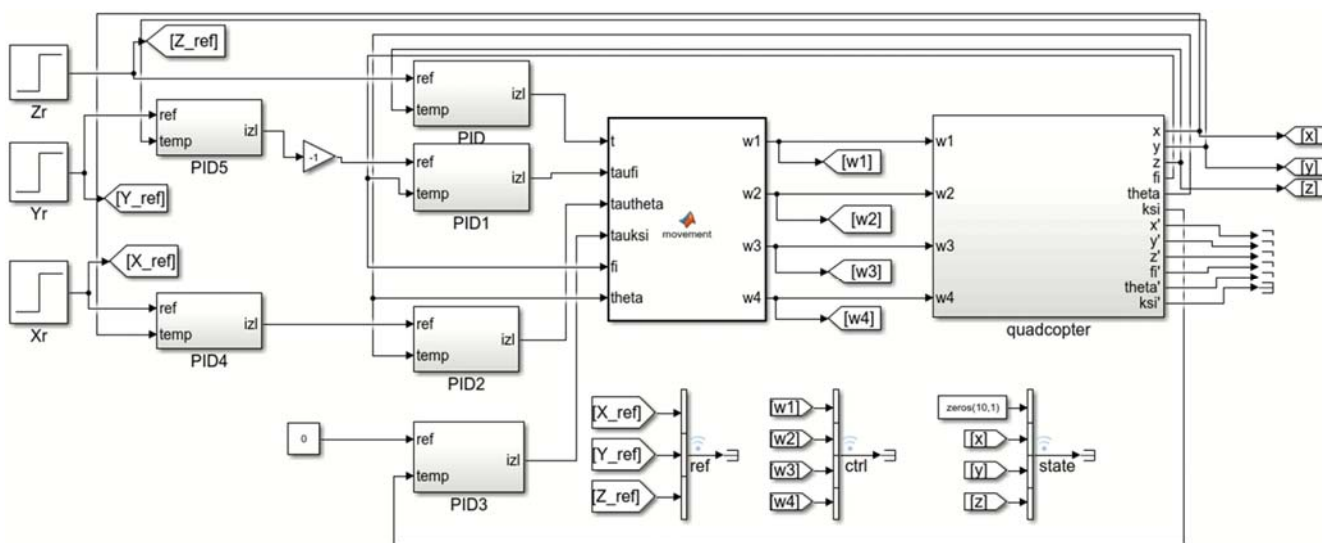 [Z_ref]
Zr
ref
temp
izl
PID5
-1
Yr
[Y_ref]
[X_ref]
Xr
ref
temp
izl
PID4
ref
temp
izl
PID
ref
temp
izl
PID1
ref
temp
izl
PID2
0
ref
temp
izl
PID3
t
taufi
tautheta
tauksi
fi
theta
movement
w1
w2
w3
w4
[w1]
[w2]
[w3]
[w4]
w1
w2
w3
w4
x
y
z
fi
theta
ksi
x'
y'
z'
fi'
theta'
ksi'
quadcopter
[x]
[y]
[z]
[X_ref]
[Y_ref]
[Z_ref]
ref
[w1]
[w2]
[w3]
[w4]
ctrl
zeros(10,1)
[x]
[y]
[z]
state